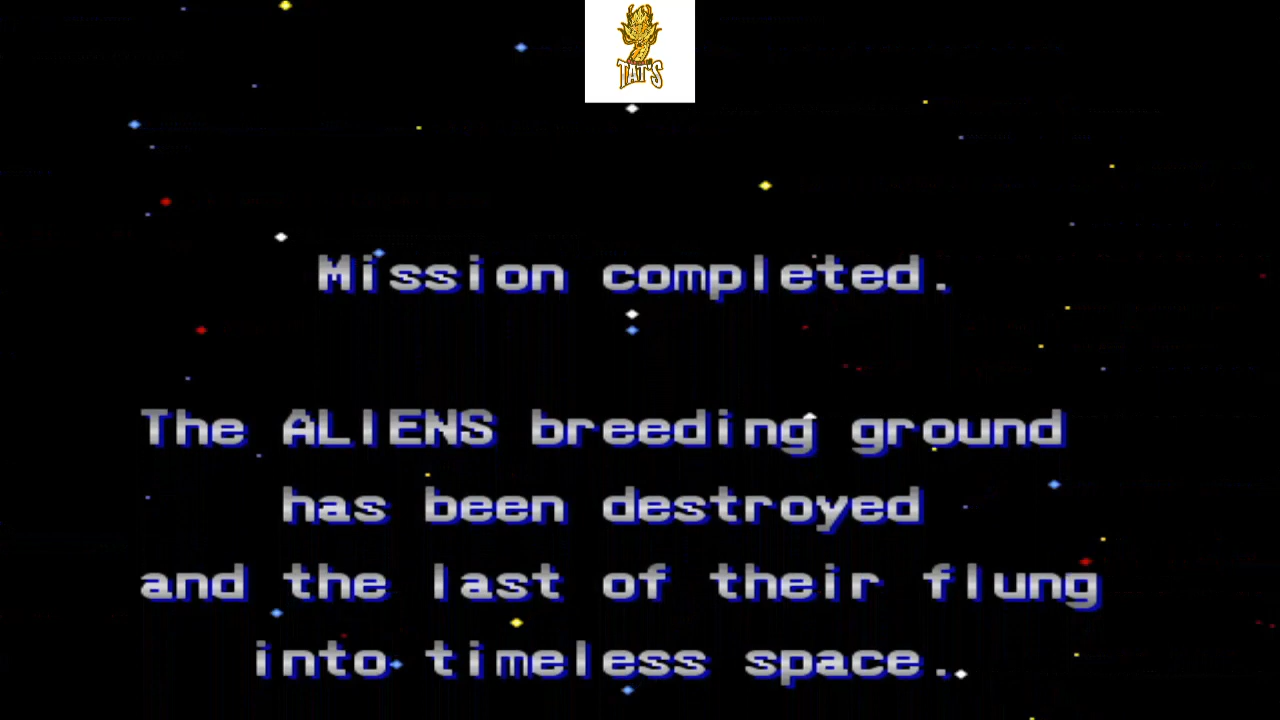 TAT'S
Mission completed.
The ALIENS breeding ground
has been destroyed
and the last of their flung
into timeless space.